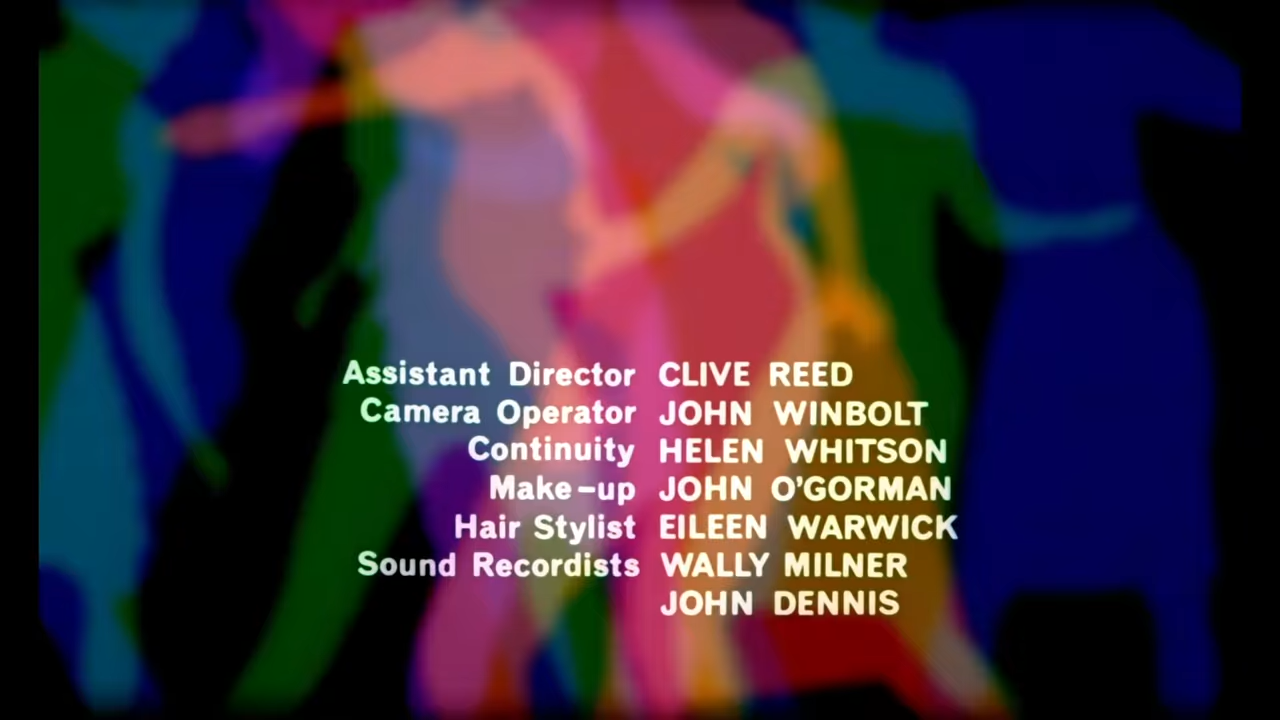 Assistant Director CLIVE REED
Camera Operator JOHN WINBOLT
Continuity HELEN WHITSON
Make-up JOHN O'GORMAN
Hair Stylist EILEEN WARWICK
Sound Recordists WALLY MILNER
JOHN DENNIS